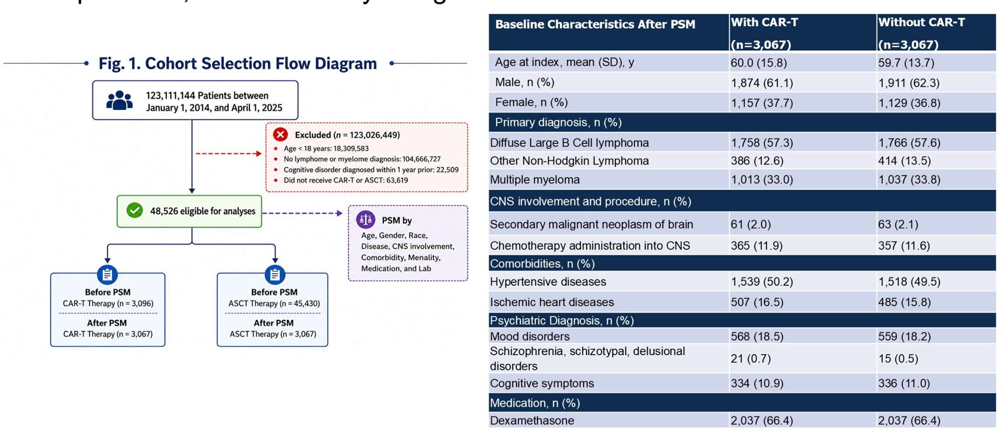 Fig. 1. Cohort Selection Flow Diagram
123,111,144 Patients between
January 1, 2014, and April 1, 2025
Excluded (n = 123,026,449)
• Age < 18 years: 18,309,583
• No lymphome or myelome diagnosis: 104,666,727
• Cognitive disorder diagnosed within 1 year prior: 22,509
• Did not receive CAR-T or ASCT: 63,619
48,526 eligible for analyses
PSM by
Age, Gender, Race,
Disease, CNS involvement,
Comorbidity, Menality,
Medication, and Lab
Before PSM
CAR-T Therapy (n = 3,096)
After PSM
CAR-T Therapy (n = 3,067)
Before PSM
ASCT Therapy (n = 45,430)
After PSM
ASCT Therapy (n = 3,067)
Baseline Characteristics After PSM With CAR-T Without CAR-T
(n=3,067) (n=3,067)
Age at index, mean (SD), y 60.0 (15.8) 59.7 (13.7)
Male, n (%) 1,874 (61.1) 1,911 (62.3)
Female, n (%) 1,157 (37.7) 1,129 (36.8)
Primary diagnosis, n (%)
Diffuse Large B Cell lymphoma 1,758 (57.3) 1,766 (57.6)
Other Non-Hodgkin Lymphoma 386 (12.6) 414 (13.5)
Multiple myeloma 1,013 (33.0) 1,037 (33.8)
CNS involvement and procedure, n (%)
Secondary malignant neoplasm of brain 61 (2.0) 63 (2.1)
Chemotherapy administration into CNS 365 (11.9) 357 (11.6)
Comorbidities, n (%)
Hypertensive diseases 1,539 (50.2) 1,518 (49.5)
Ischemic heart diseases 507 (16.5) 485 (15.8)
Psychiatric Diagnosis, n (%)
Mood disorders 568 (18.5) 559 (18.2)
Schizophrenia, schizotypal, delusional
disorders 21 (0.7) 15 (0.5)
Cognitive symptoms 334 (10.9) 336 (11.0)
Medication, n (%)
Dexamethasone 2,037 (66.4) 2,037 (66.4)